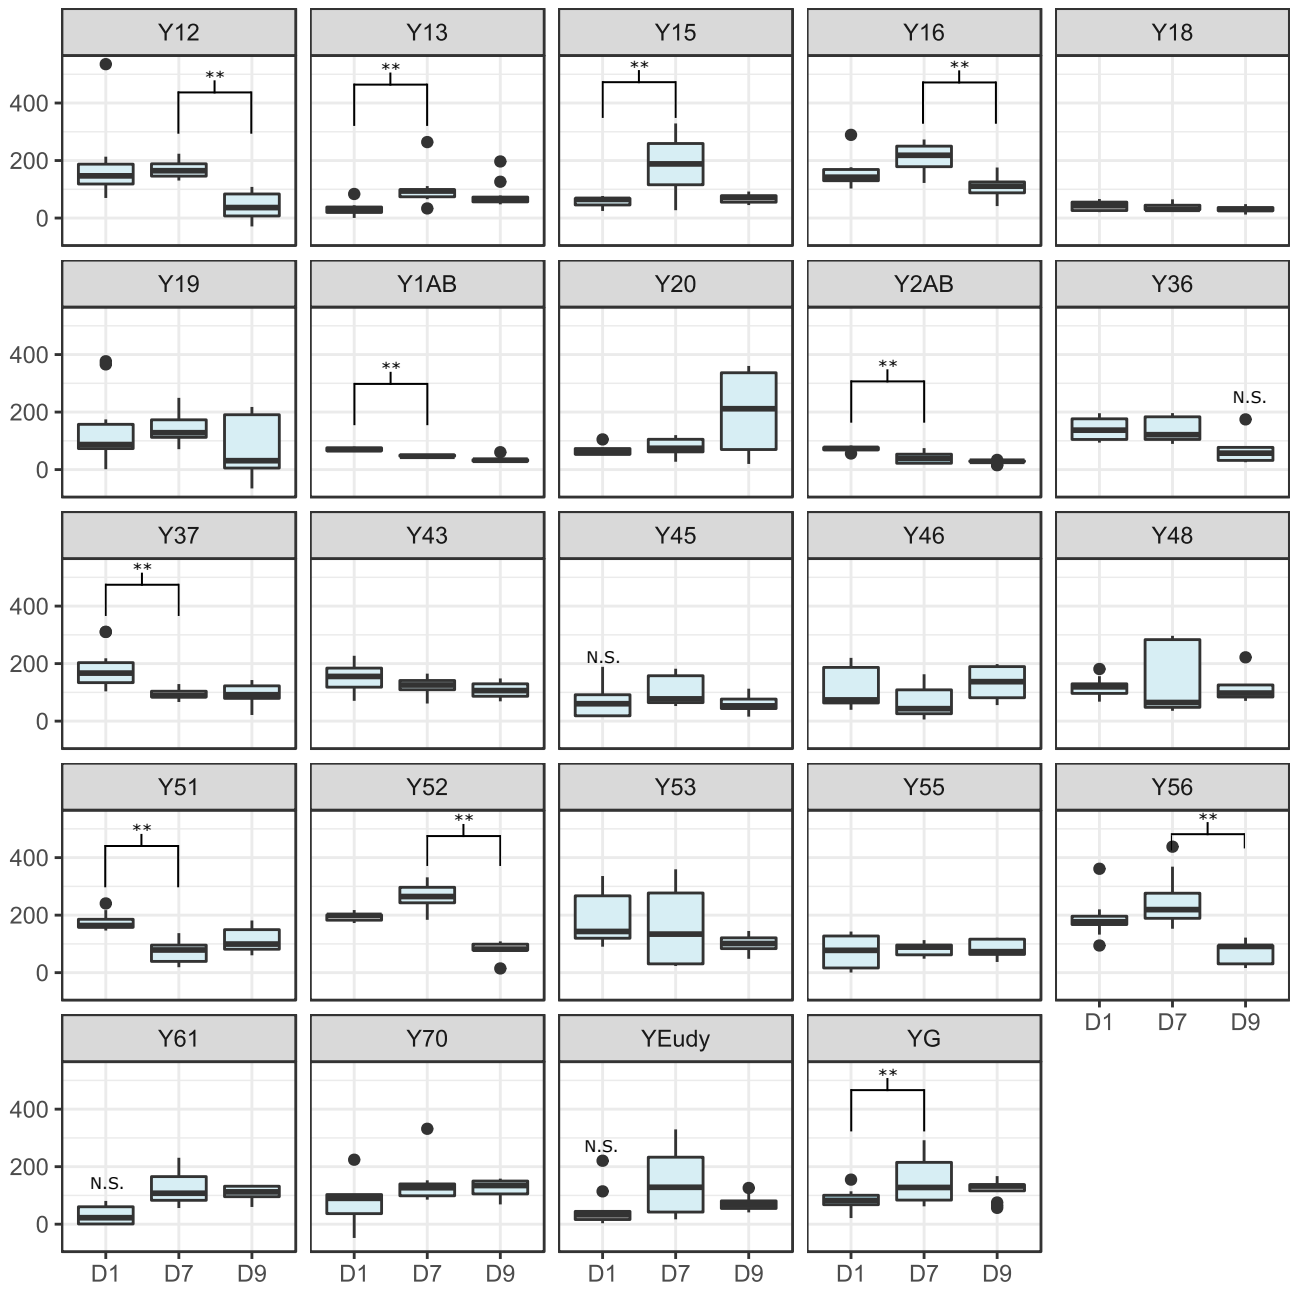 Y12 Y13 Y15 Y16 Y18
** ** ** **
400
200
0
Y19 Y1AB Y20 Y2AB Y36
** ** N.S.
400
200
0
Y37 Y43 Y45 Y46 Y48
** N.S.
400
200
0
Y51 Y52 Y53 Y55 Y56
** ** **
400
200
0
D1 D7 D9
Y61 Y70 YEudy YG
N.S. N.S. **
400
200
0
D1 D7 D9 D1 D7 D9 D1 D7 D9 D1 D7 D9